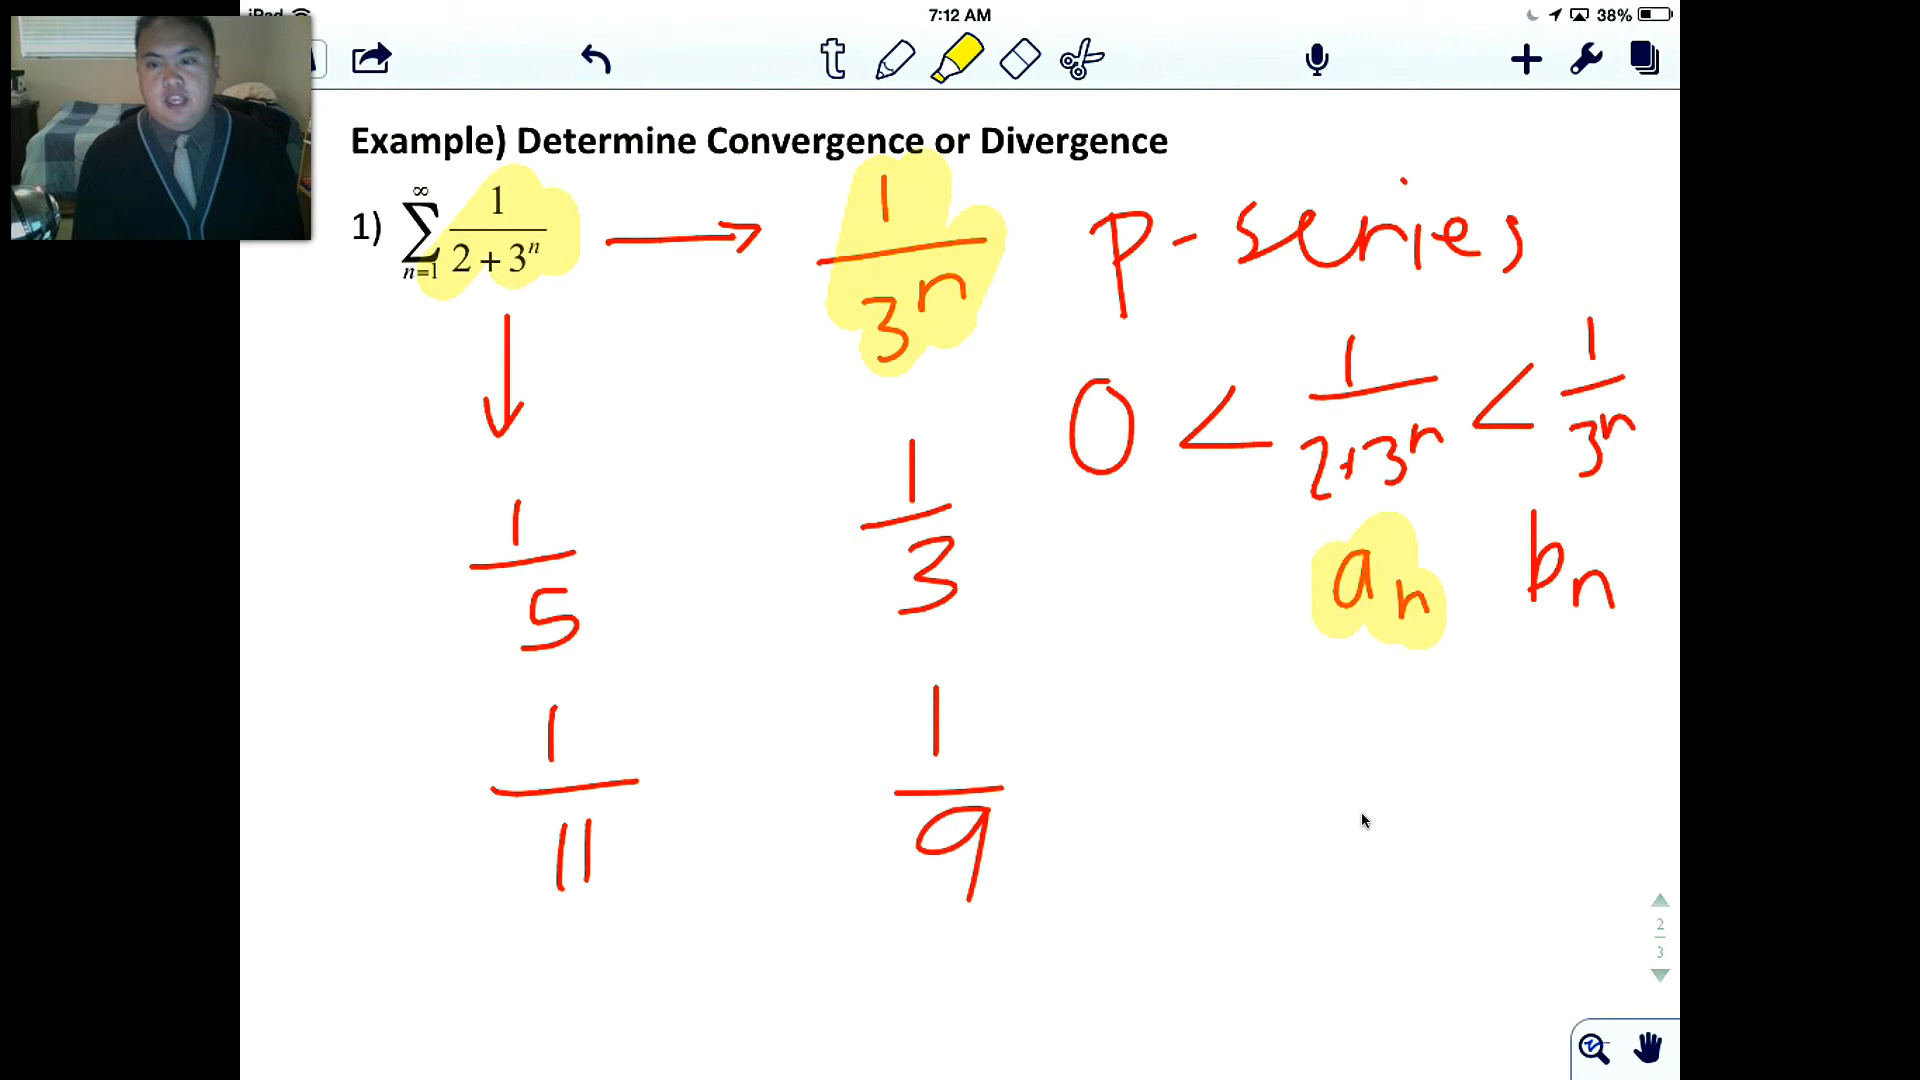 iPad 7:12 AM 38%
t
Example) Determine Convergence or Divergence
1) ∞ ∑ n=1 1/(2 + 3^n) → 1/3^n p-series
0 < 1/(2+3^n) < 1/3^n
1/5 1/3 a_n b_n
1/11 1/9
2
3